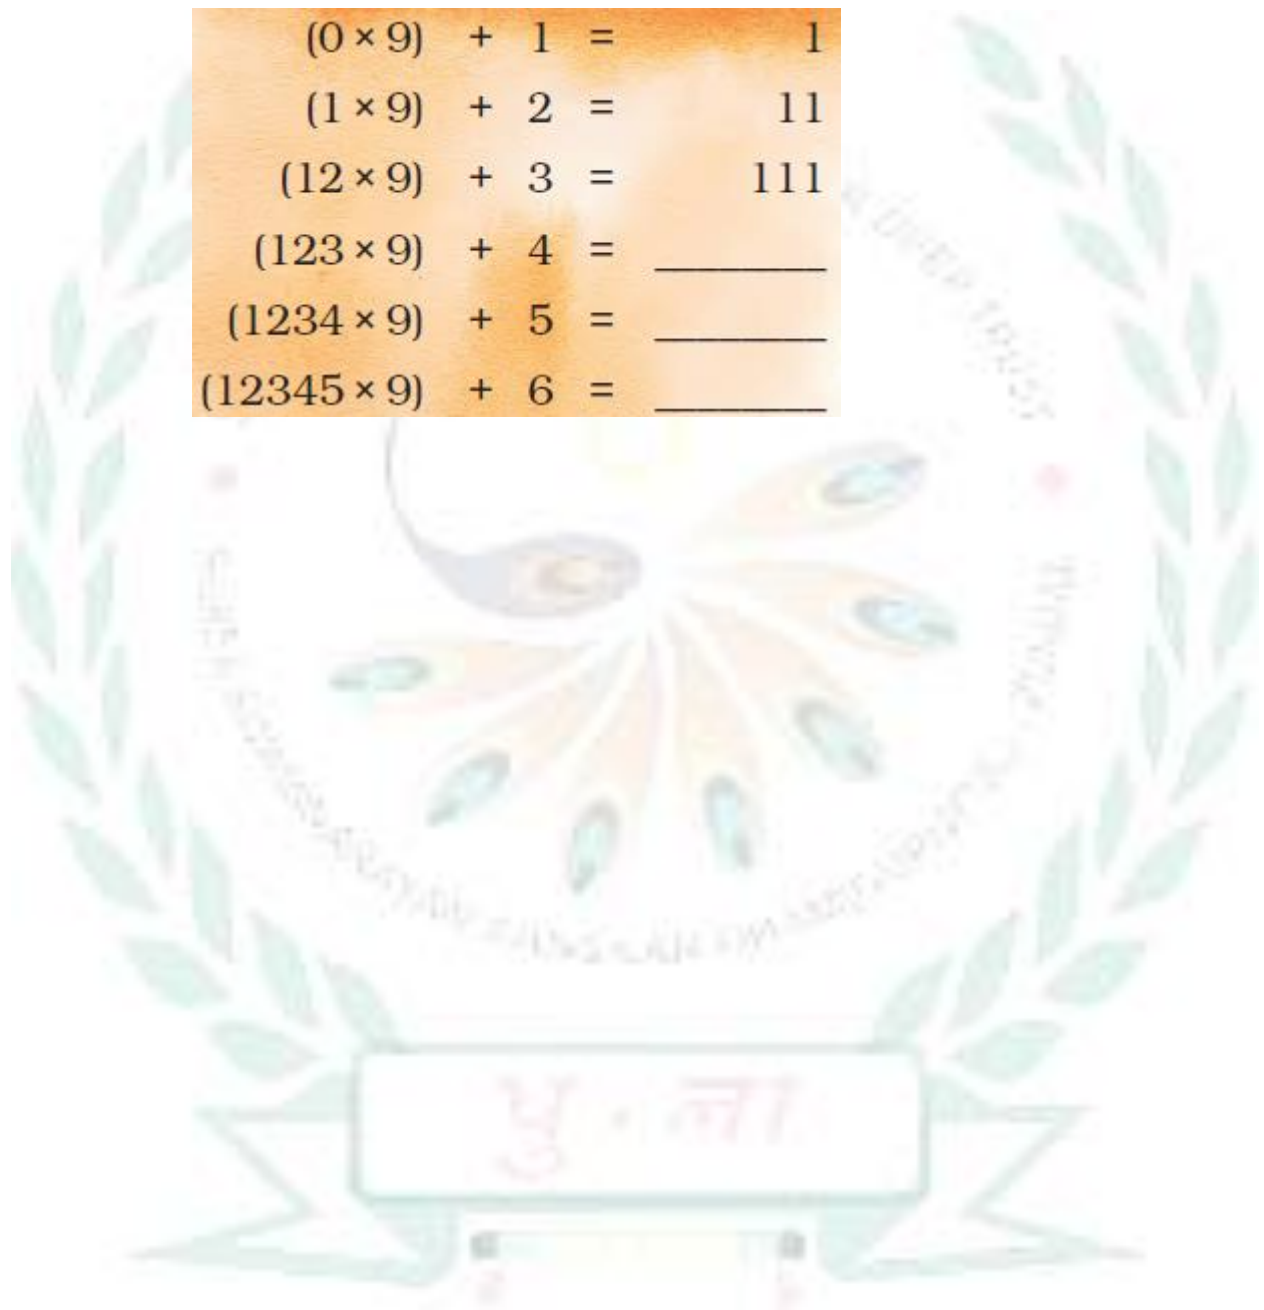 (0 × 9) + 1 = 1
(1 × 9) + 2 = 11
(12 × 9) + 3 = 111
(123 × 9) + 4 = ________
(1234 × 9) + 5 = ________
(12345 × 9) + 6 = ________
पु · ना